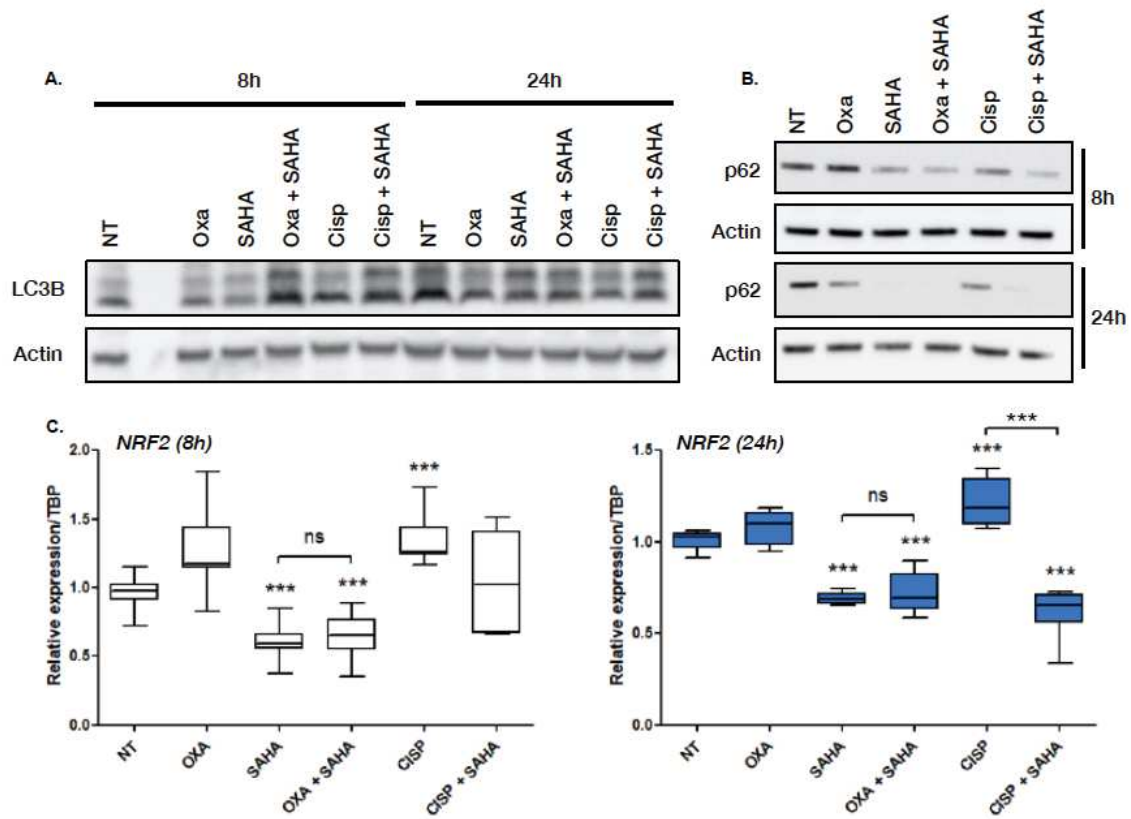 A.
8h
24h
NT
Oxa
SAHA
Oxa + SAHA
Cisp
Cisp + SAHA
NT
Oxa
SAHA
Oxa + SAHA
Cisp
Cisp + SAHA
LC3B
Actin
B.
NT
Oxa
SAHA
Oxa + SAHA
Cisp
Cisp + SAHA
p62
Actin
8h
p62
Actin
24h
C.
NRF2 (8h)
Relative expression/TBP
2.0
1.5
1.0
0.5
0.0
***
ns
***
***
NT
OXA
SAHA
OXA + SAHA
CISP
CISP + SAHA
NRF2 (24h)
Relative expression/TBP
1.5
1.0
0.5
0.0
***
***
ns
***
***
***
NT
OXA
SAHA
OXA + SAHA
CISP
CISP + SAHA